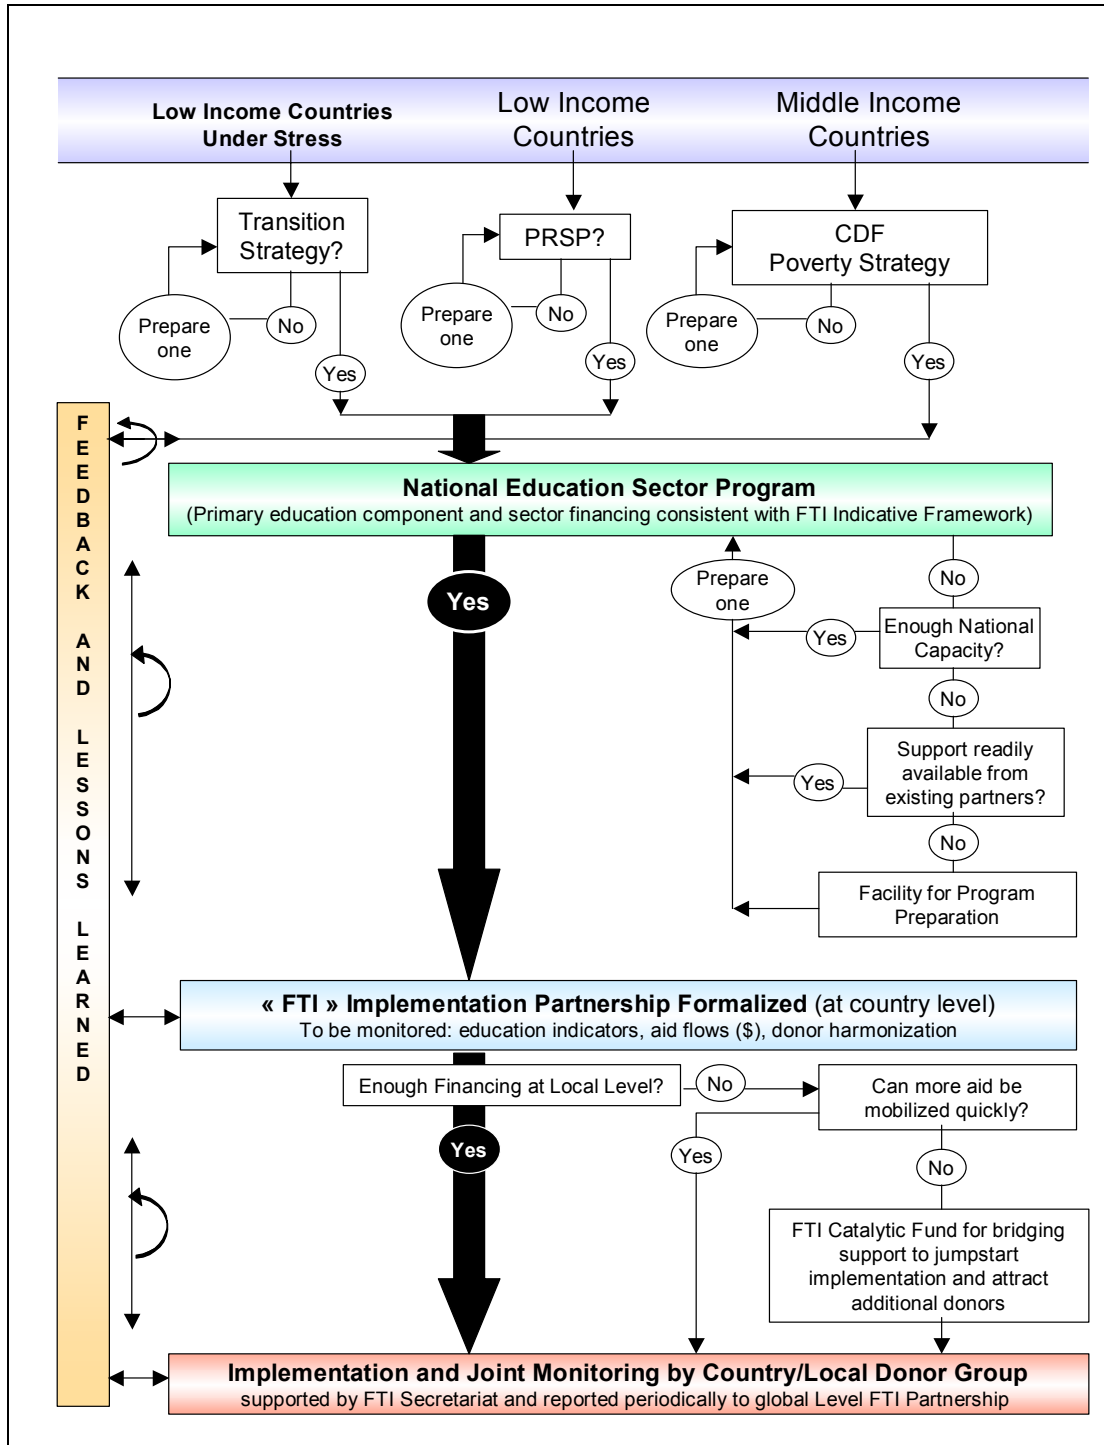 Low Income Countries
Under Stress
Low Income
Countries
Middle Income
Countries
Transition
Strategy?
PRSP?
CDF
Poverty Strategy
Prepare
one
No
Yes
Prepare
one
No
Yes
Prepare
one
No
Yes
FEEDBACK AND LESSONS LEARNED
National Education Sector Program
(Primary education component and sector financing consistent with FTI Indicative Framework)
Yes
Prepare
one
No
Enough National
Capacity?
Yes
No
Support readily
available from
existing partners?
Yes
No
Facility for Program
Preparation
« FTI » Implementation Partnership Formalized (at country level)
To be monitored: education indicators, aid flows ($), donor harmonization
Enough Financing at Local Level?
No
Can more aid be
mobilized quickly?
Yes
Yes
No
FTI Catalytic Fund for bridging
support to jumpstart
implementation and attract
additional donors
Implementation and Joint Monitoring by Country/Local Donor Group
supported by FTI Secretariat and reported periodically to global Level FTI Partnership